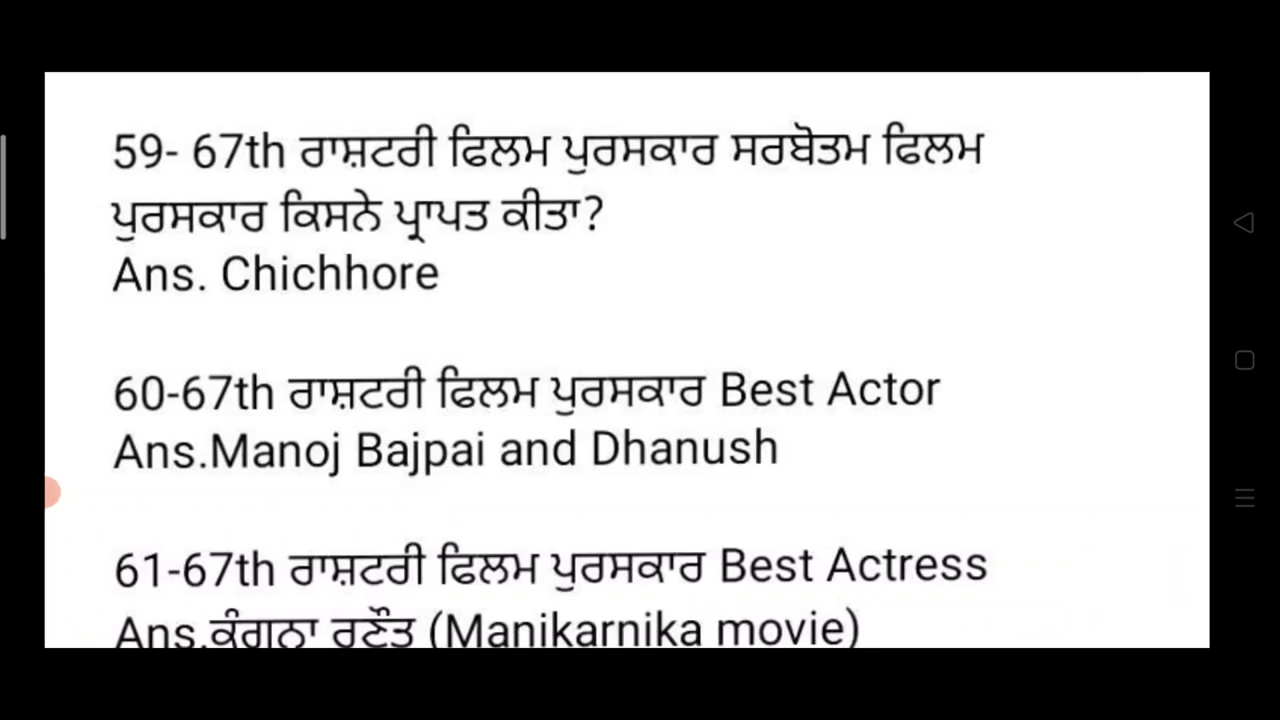 59- 67th ਰਾਸ਼ਟਰੀ ਫਿਲਮ ਪੁਰਸਕਾਰ ਸਰਬੋਤਮ ਫਿਲਮ
ਪੁਰਸਕਾਰ ਕਿਸਨੇ ਪ੍ਰਾਪਤ ਕੀਤਾ?
Ans. Chichhore
60-67th ਰਾਸ਼ਟਰੀ ਫਿਲਮ ਪੁਰਸਕਾਰ Best Actor
Ans.Manoj Bajpai and Dhanush
61-67th ਰਾਸ਼ਟਰੀ ਫਿਲਮ ਪੁਰਸਕਾਰ Best Actress
Ans.ਕੰਗਨਾ ਰਣੌਤ (Manikarnika movie)